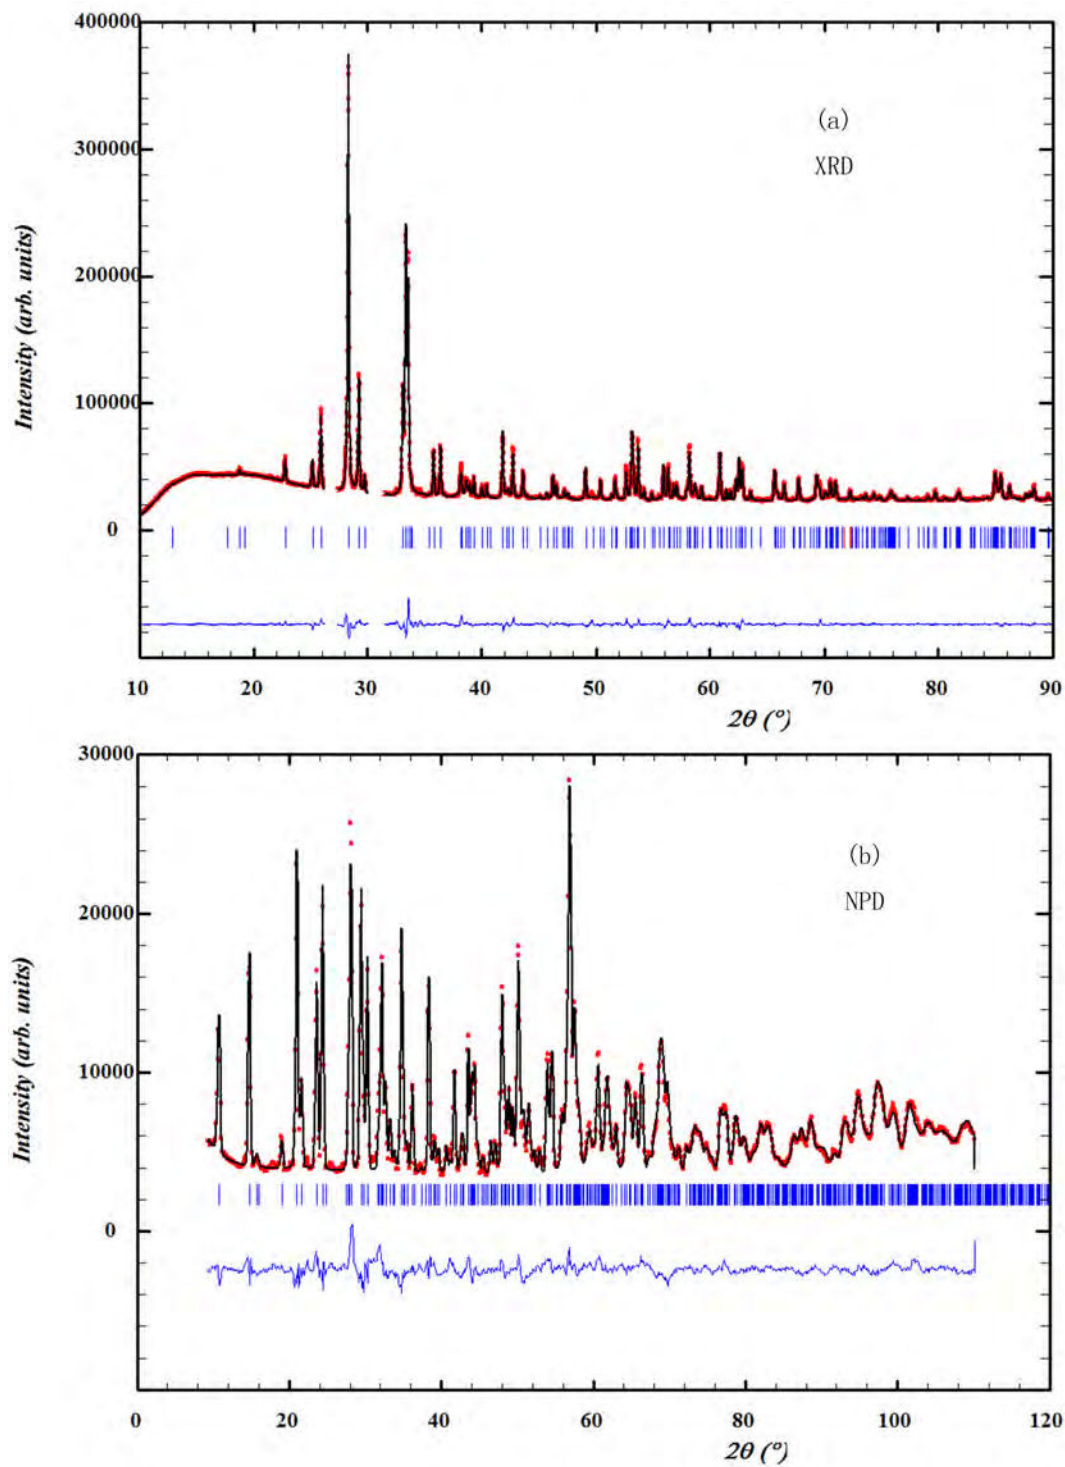 400000
300000
200000
100000
0
Intensity (arb. units)
(a)
XRD
10 20 30 40 50 60 70 80 90
2θ (°)
30000
20000
10000
0
Intensity (arb. units)
(b)
NPD
0 20 40 60 80 100 120
2θ (°)